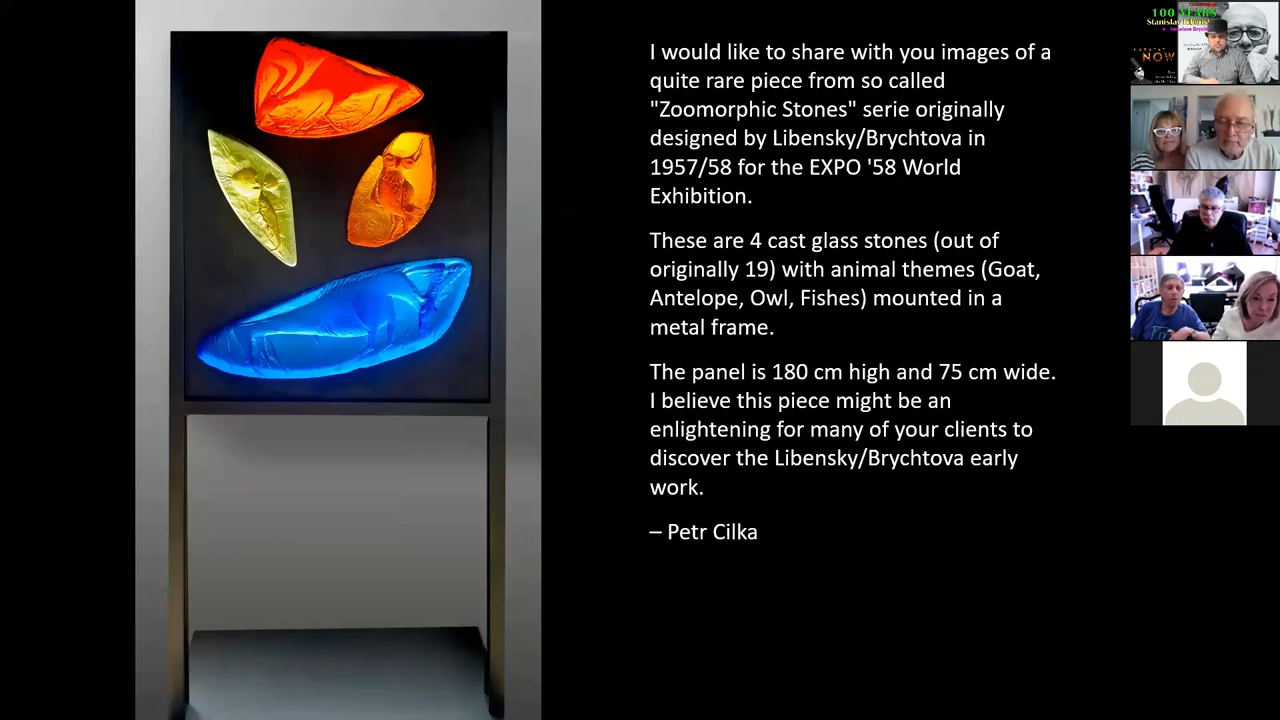 I would like to share with you images of a
quite rare piece from so called
"Zoomorphic Stones" serie originally
designed by Libensky/Brychtova in
1957/58 for the EXPO '58 World
Exhibition.
These are 4 cast glass stones (out of
originally 19) with animal themes (Goat,
Antelope, Owl, Fishes) mounted in a
metal frame.
The panel is 180 cm high and 75 cm wide.
I believe this piece might be an
enlightening for many of your clients to
discover the Libensky/Brychtova early
work.
– Petr Cilka
100 YEARS
NOW